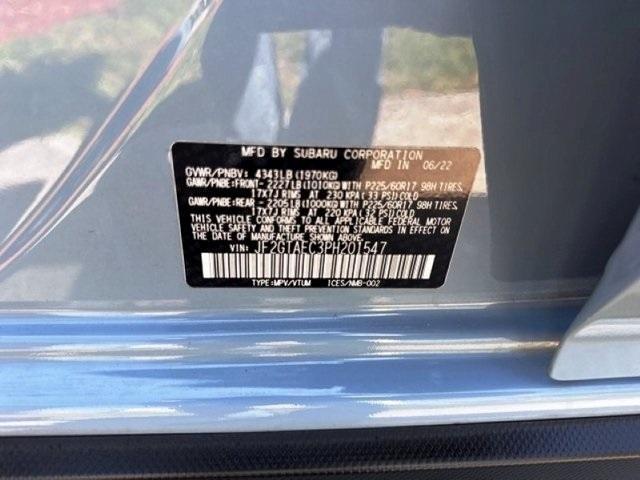 MFD BY SUBARU CORPORATION
GVWR/PNBV: 4343LB (1970KG) MFD IN 06/22
GAWR/PNBE: FRONT- 2227LB (1010KG) WITH P225/60R17 98H TIRES,
17X7J RIMS AT 230 KPA ( 33 PSI) COLD
GAWR/PNBE: REAR - 2205LB (1000KG) WITH P225/60R17 98H TIRES,
17X7J RIMS AT 220 KPA ( 32 PSI) COLD
THIS VEHICLE CONFORMS TO ALL APPLICABLE FEDERAL MOTOR
VEHICLE SAFETY, BUMPER, AND THEFT PREVENTION STANDARDS IN EFFECT ON
THE DATE OF MANUFACTURE SHOWN ABOVE.
VIN: JF2GTAEC3PH201547
TYPE:MPV/VTUM ICES/NMB-002